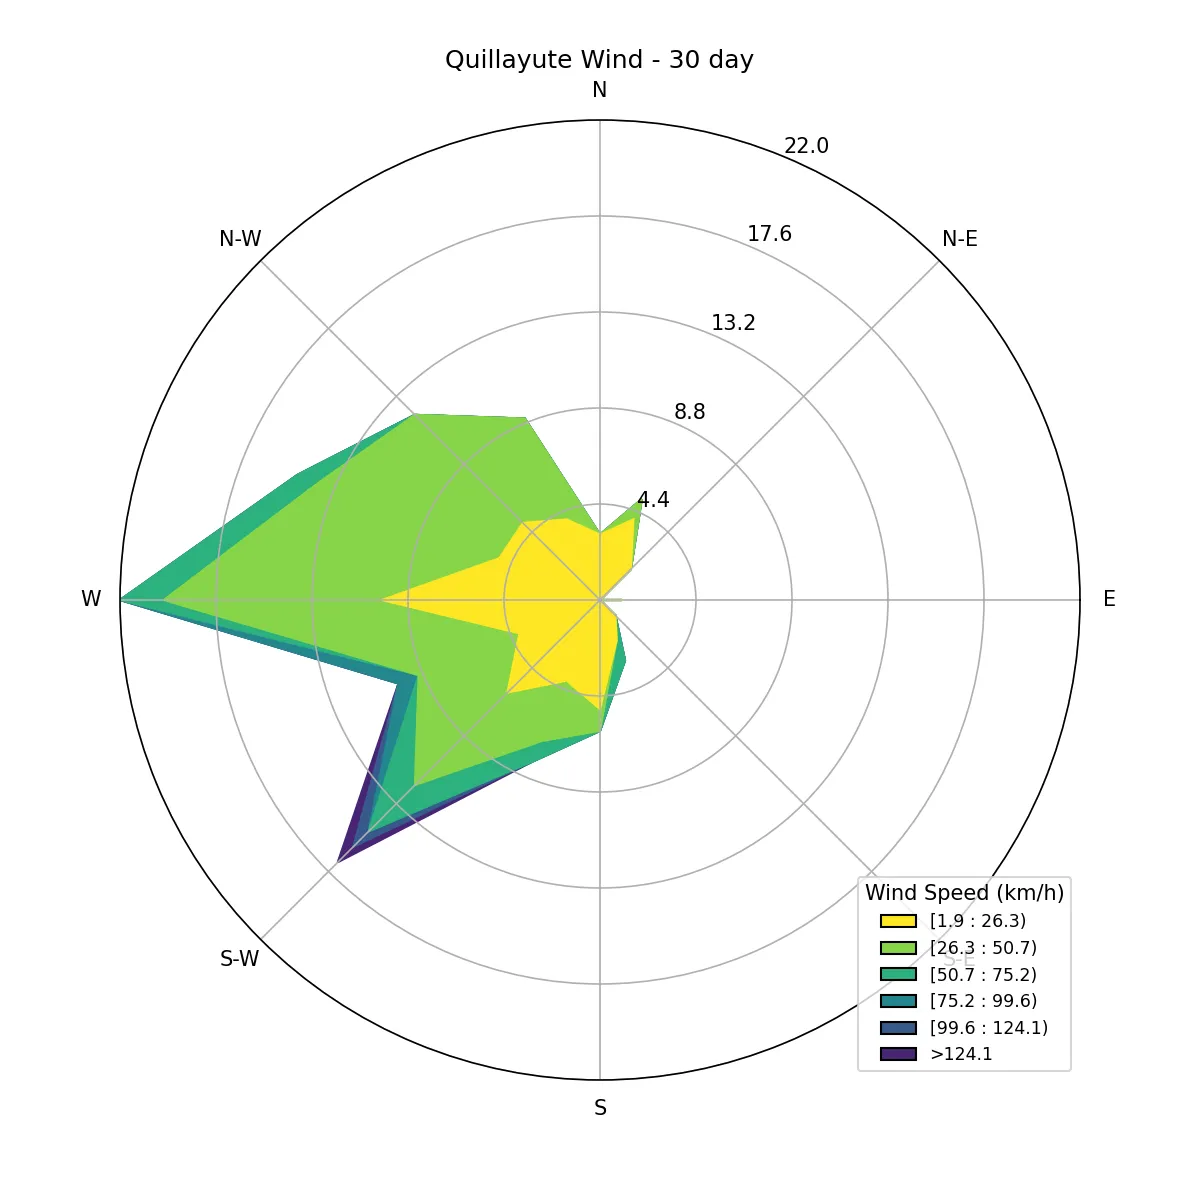 Quillayute Wind - 30 day
N
22.0
17.6
N-W
N-E
13.2
8.8
4.4
W
E
Wind Speed (km/h)
[1.9 : 26.3)
[26.3 : 50.7)
S-W
S-E
[50.7 : 75.2)
[75.2 : 99.6)
[99.6 : 124.1)
>124.1
S